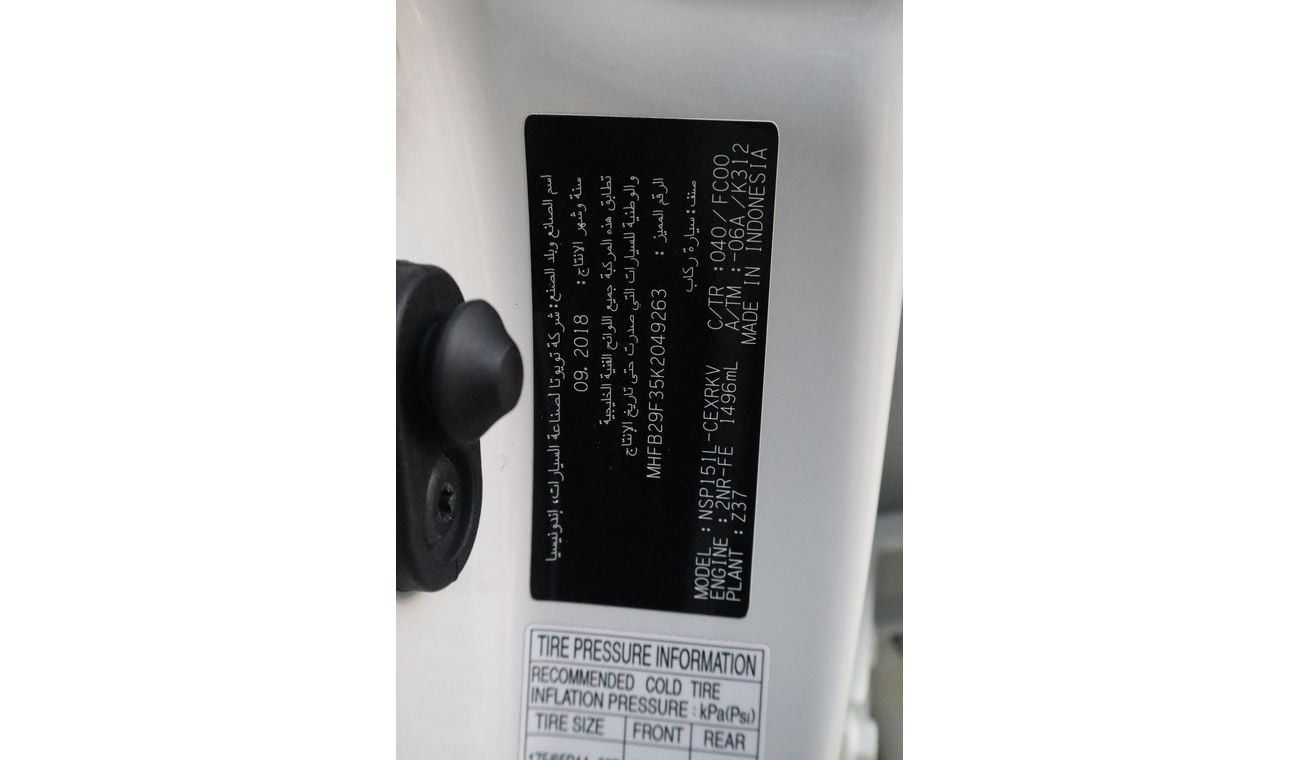 اسم الصانع وبلد الصنع: شركة تويوتا لصناعة السيارات، إندونيسيا
سنة وشهر الانتاج: 09. 2018
تطابق هذه المركبة جميع اللوائح الفنية الخليجية
والوطنية للسيارات التي صدرت حتى تاريخ الإنتاج
الرقم المميز : MHFB29F35K2049263
صنف: سيارة ركاب
MODEL : NSP151L-CEXRKV C/TR : 040/FC00
ENGINE : 2NR-FE 1496mL A/TM : -06A/K312
PLANT : Z37 MADE IN INDONESIA
TIRE PRESSURE INFORMATION
RECOMMENDED COLD TIRE
INFLATION PRESSURE : kPa(Psi)
TIRE SIZE FRONT REAR